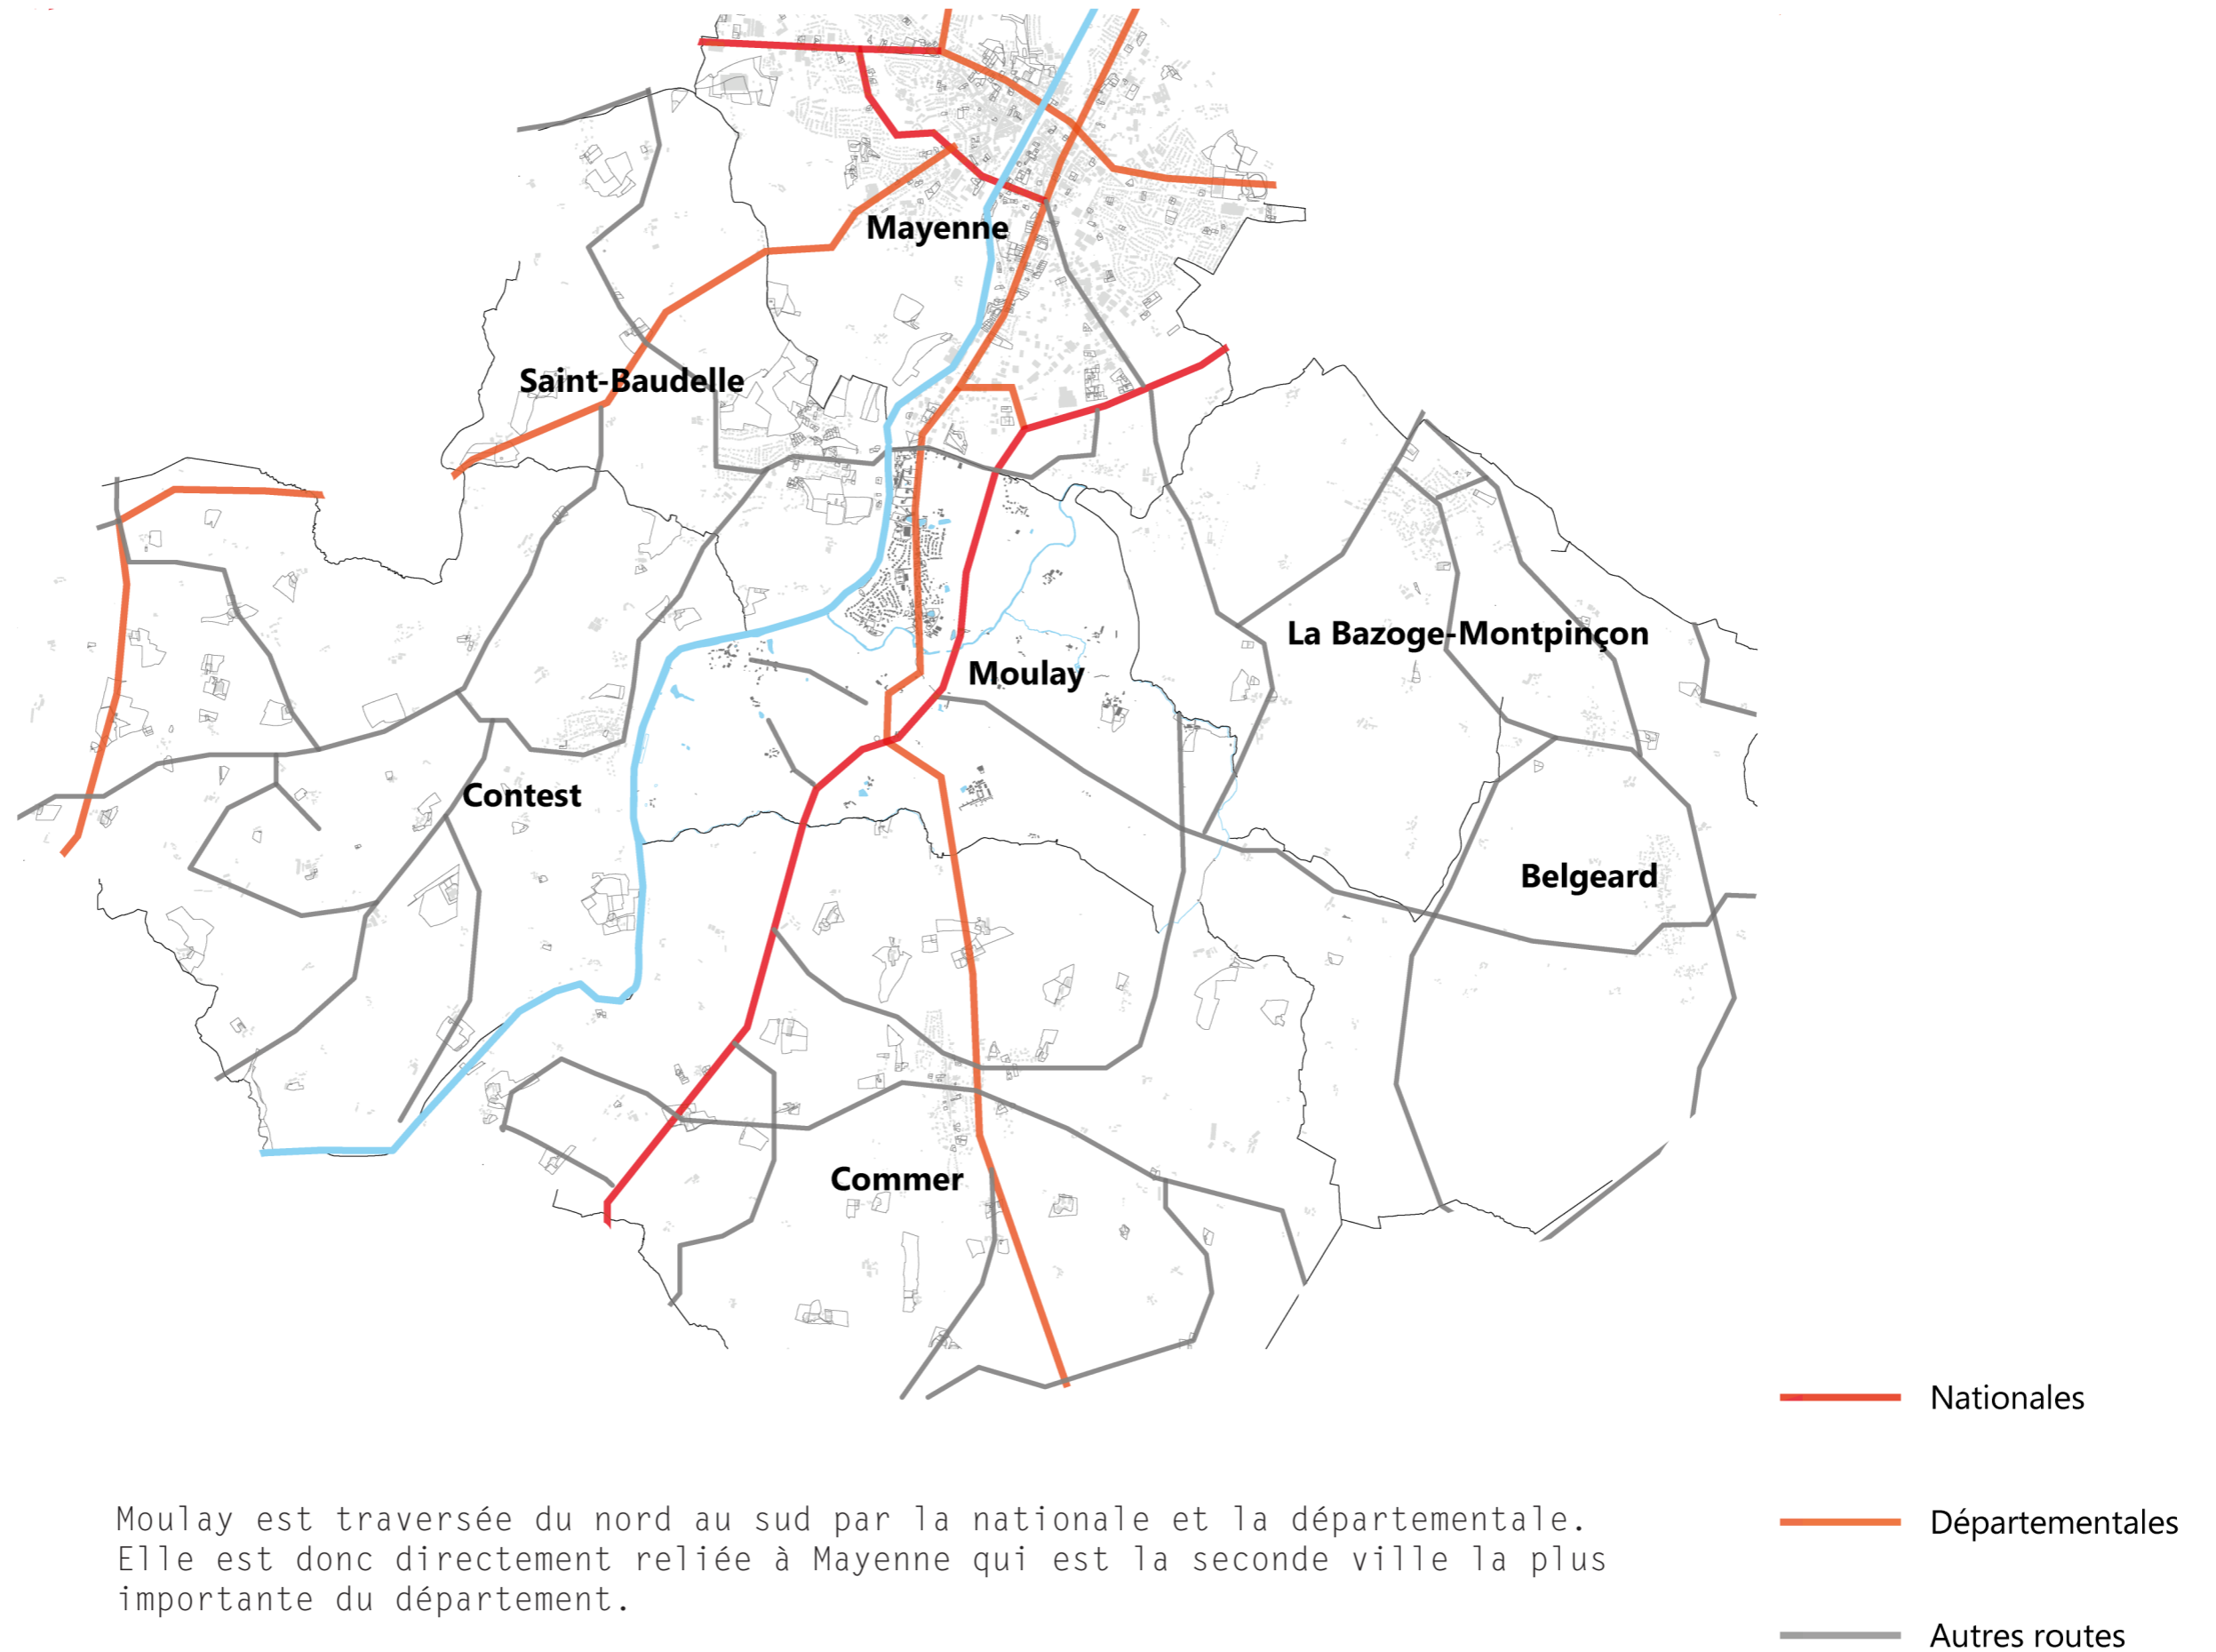 Mayenne
Saint-Baudelle
La Bazoge-Montpinçon
Moulay
Contest
Belgeard
Commer
Nationales
Départementales
Autres routes
Moulay est traversée du nord au sud par la nationale et la départementale.
Elle est donc directement reliée à Mayenne qui est la seconde ville la plus
importante du département.